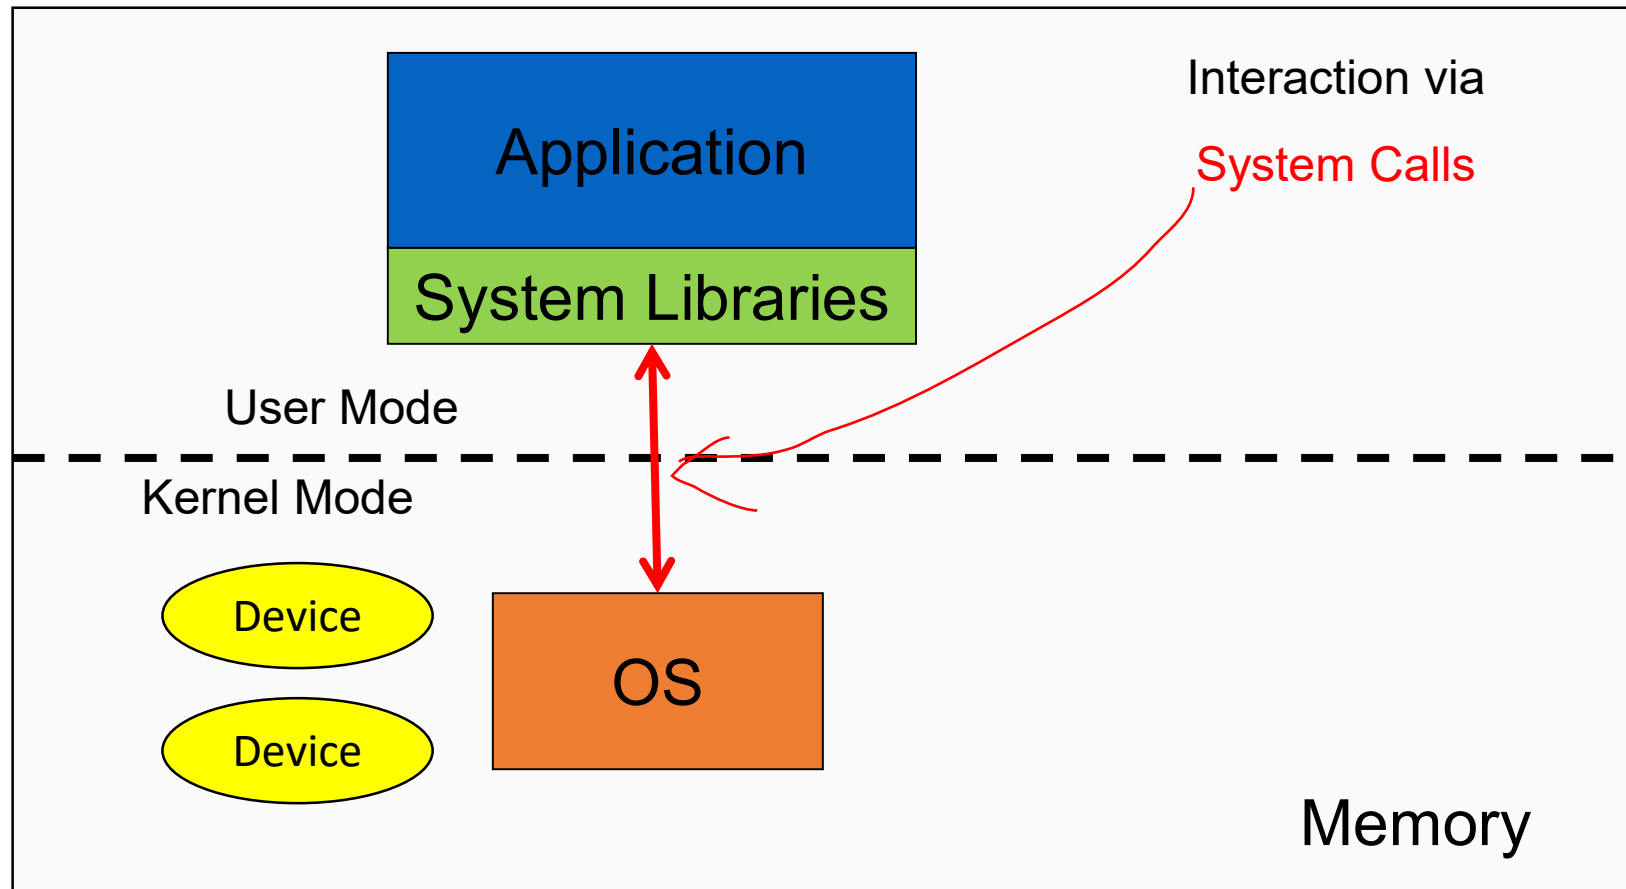 Application
System Libraries
Interaction via
System Calls
User Mode
Kernel Mode
Device
Device
OS
Memory